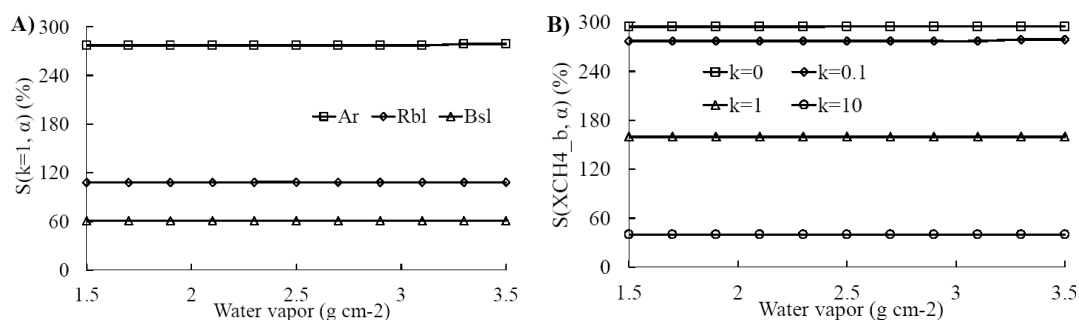 A)
S(k=1, α) (%)
300
240
180
120
60
0
Ar Rbl Bsl
1.5 2 2.5 3 3.5
Water vapor (g cm-2)
B)
S(XCH4_b, α) (%)
300
240
180
120
60
0
k=0 k=0.1
k=1 k=10
1.5 2 2.5 3 3.5
Water vapor (g cm-2)